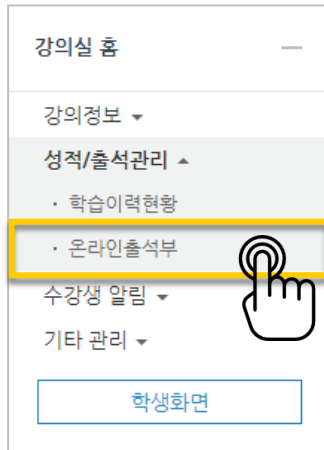 강의실 홈
강의정보
성적/출석관리
· 학습이력현황
· 온라인출석부
수강생 알림
기타 관리
학생화면